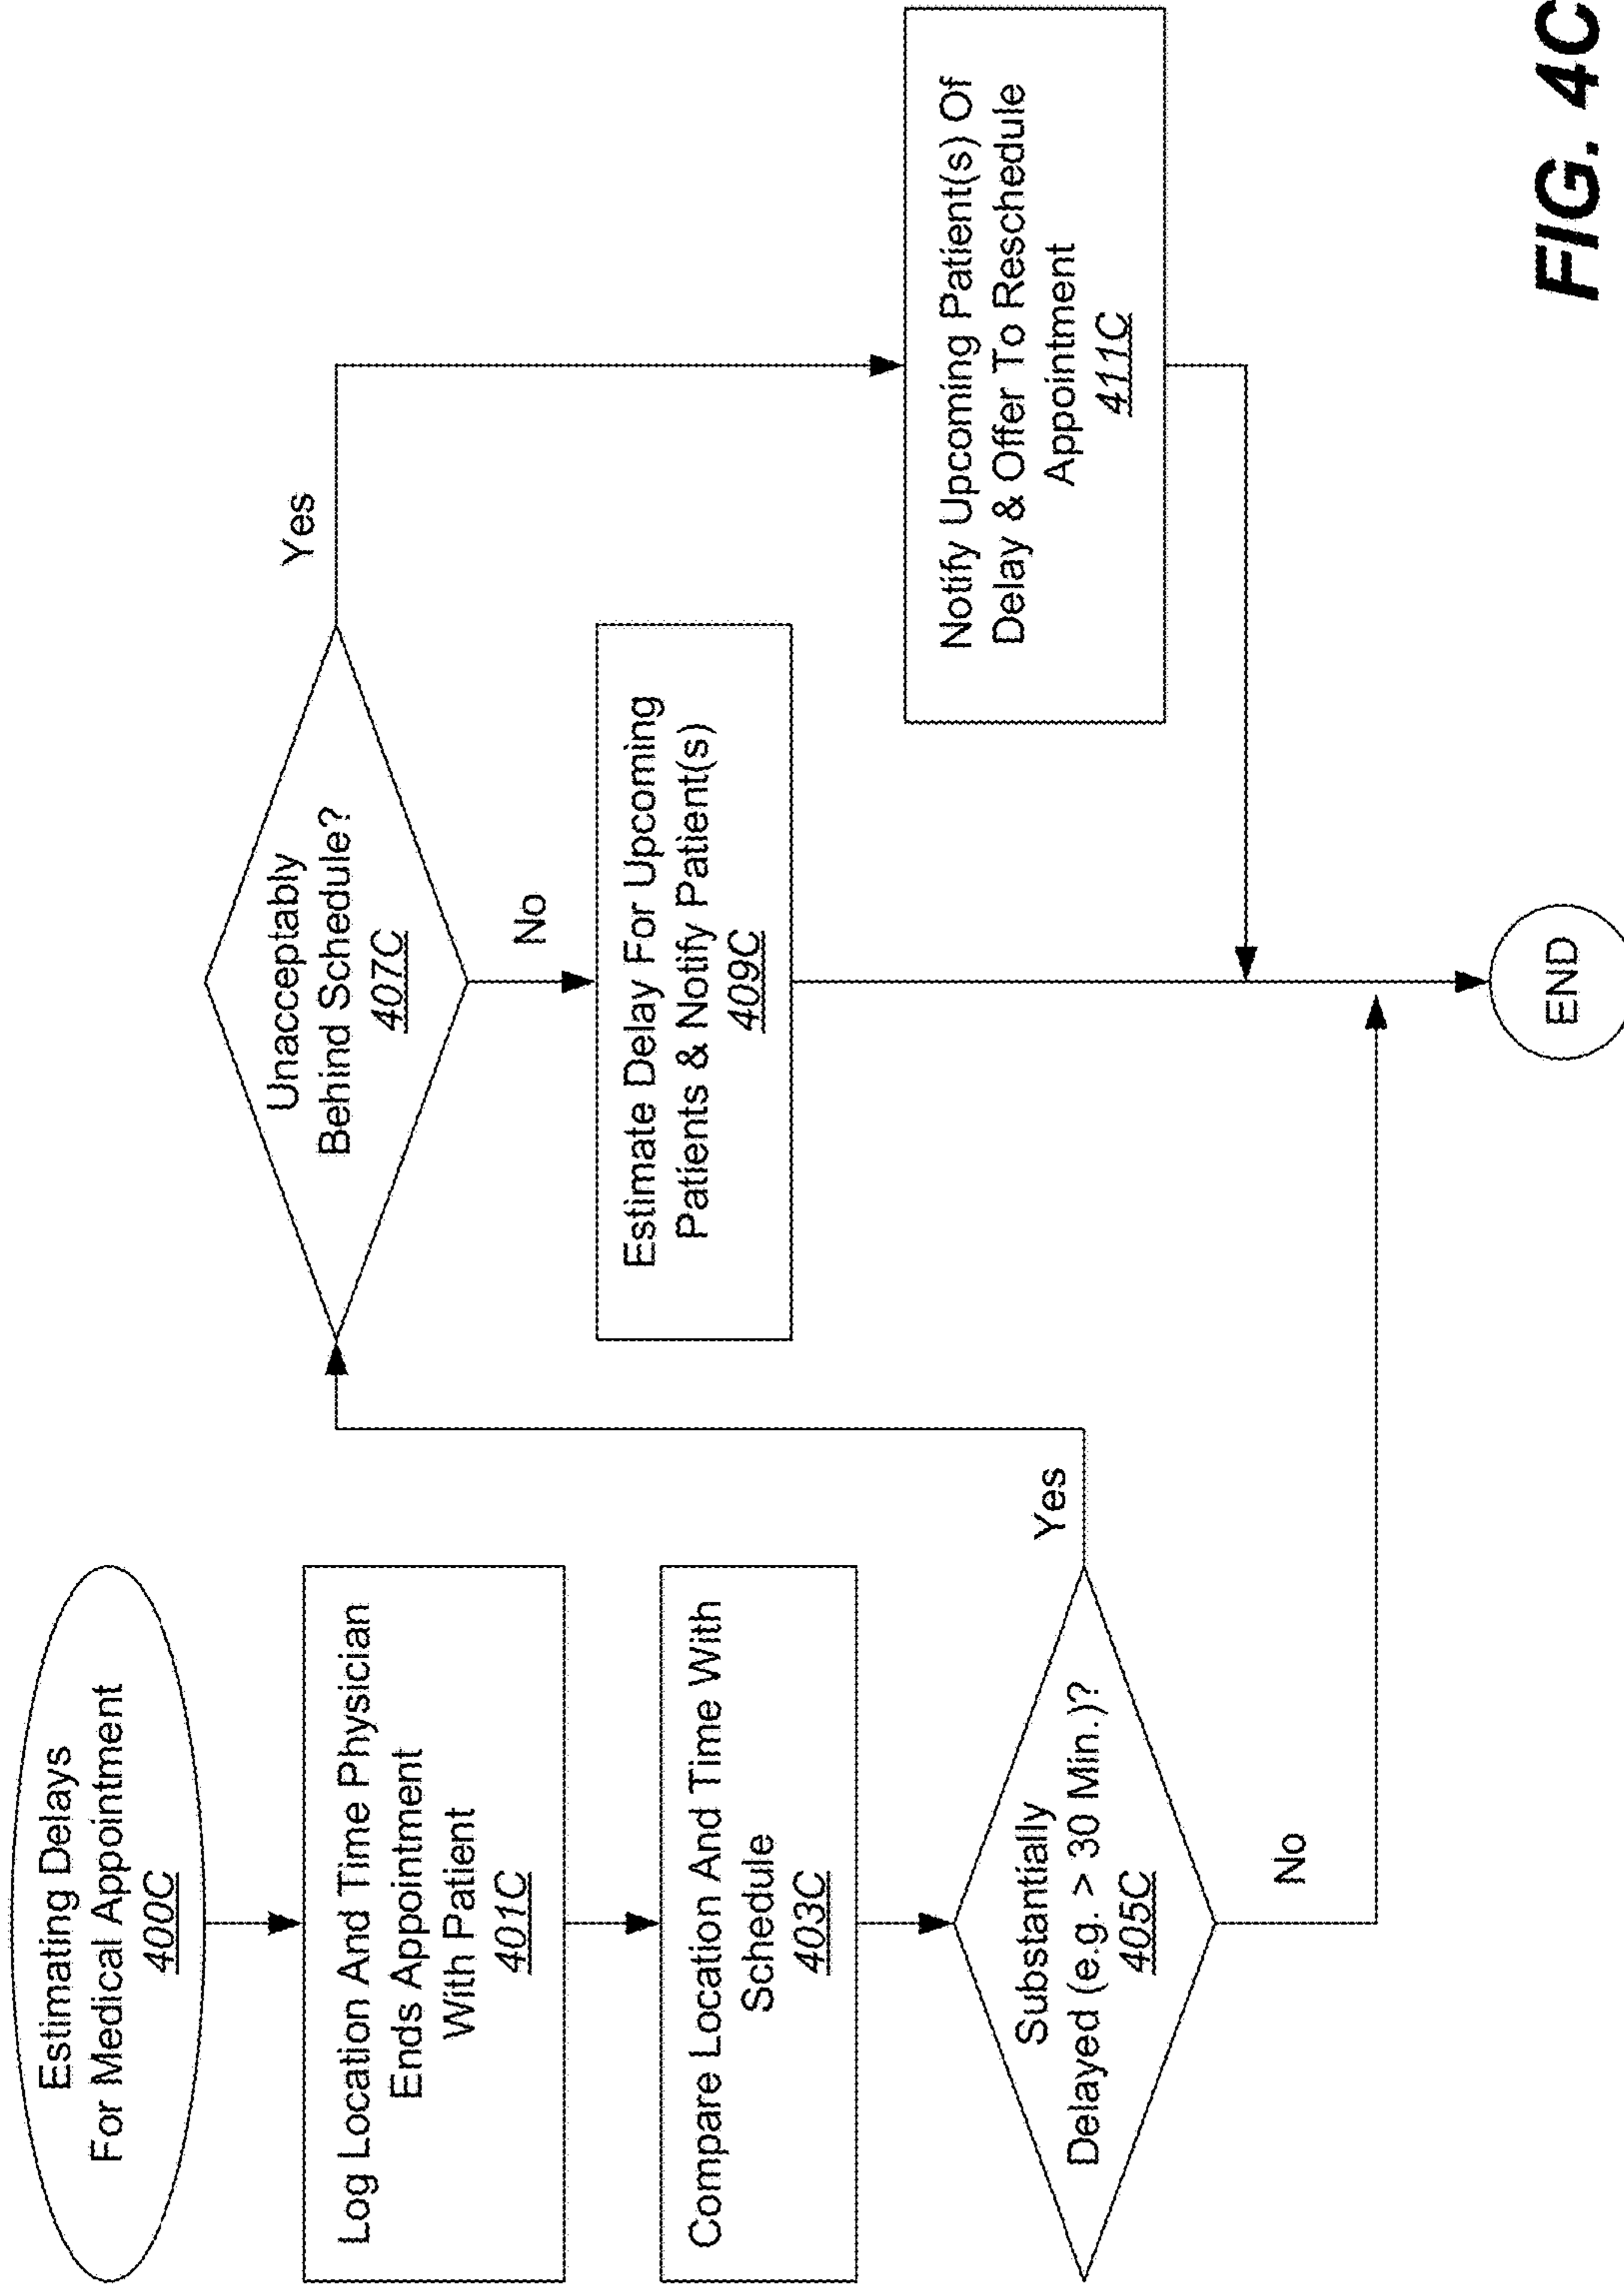 Estimating Delays
For Medical Appointment
400C
Log Location And Time Physician
Ends Appointment
With Patient
401C
Compare Location And Time With
Schedule
403C
Substantially
Delayed (e.g. > 30 Min.)?
405C
Yes
No
Unacceptably
Behind Schedule?
407C
Yes
No
Estimate Delay For Upcoming
Patients & Notify Patient(s)
409C
Notify Upcoming Patient(s) Of
Delay & Offer To Reschedule
Appointment
411C
END
FIG. 4C